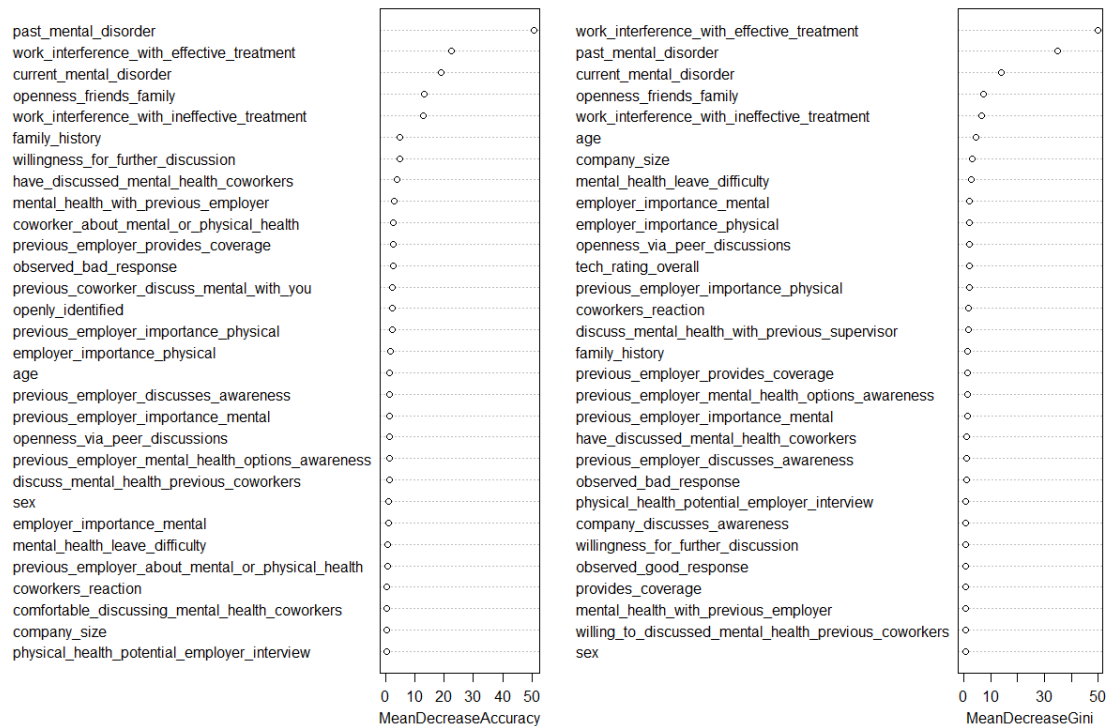 past_mental_disorder
work_interference_with_effective_treatment
current_mental_disorder
openness_friends_family
work_interference_with_ineffective_treatment
family_history
willingness_for_further_discussion
have_discussed_mental_health_coworkers
mental_health_with_previous_employer
coworker_about_mental_or_physical_health
previous_employer_provides_coverage
observed_bad_response
previous_coworker_discuss_mental_with_you
openly_identified
previous_employer_importance_physical
employer_importance_physical
age
previous_employer_discusses_awareness
previous_employer_importance_mental
openness_via_peer_discussions
previous_employer_mental_health_options_awareness
discuss_mental_health_previous_coworkers
sex
employer_importance_mental
mental_health_leave_difficulty
previous_employer_about_mental_or_physical_health
coworkers_reaction
comfortable_discussing_mental_health_coworkers
company_size
physical_health_potential_employer_interview
0 10 20 30 40 50
MeanDecreaseAccuracy
work_interference_with_effective_treatment
past_mental_disorder
current_mental_disorder
openness_friends_family
work_interference_with_ineffective_treatment
age
company_size
mental_health_leave_difficulty
employer_importance_mental
employer_importance_physical
openness_via_peer_discussions
tech_rating_overall
previous_employer_importance_physical
coworkers_reaction
discuss_mental_health_with_previous_supervisor
family_history
previous_employer_provides_coverage
previous_employer_mental_health_options_awareness
previous_employer_importance_mental
have_discussed_mental_health_coworkers
previous_employer_discusses_awareness
observed_bad_response
physical_health_potential_employer_interview
company_discusses_awareness
willingness_for_further_discussion
observed_good_response
provides_coverage
mental_health_with_previous_employer
willing_to_discussed_mental_health_previous_coworkers
sex
0 10 30 50
MeanDecreaseGini